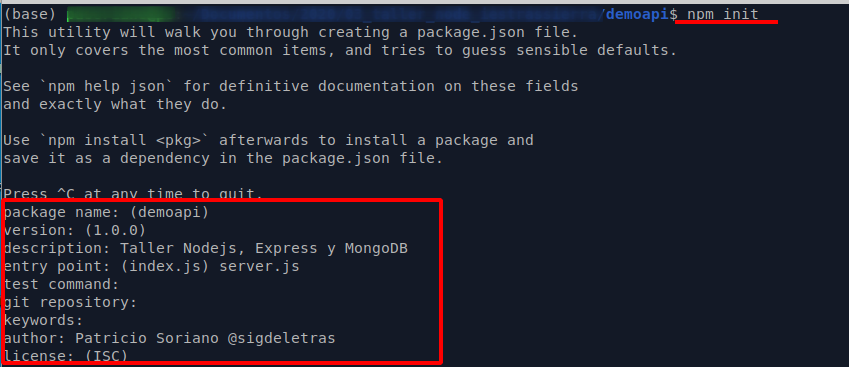 (base) /demoapi$ npm init
This utility will walk you through creating a package.json file.
It only covers the most common items, and tries to guess sensible defaults.
See `npm help json` for definitive documentation on these fields
and exactly what they do.
Use `npm install <pkg>` afterwards to install a package and
save it as a dependency in the package.json file.
Press ^C at any time to quit.
package name: (demoapi)
version: (1.0.0)
description: Taller Nodejs, Express y MongoDB
entry point: (index.js) server.js
test command:
git repository:
keywords:
author: Patricio Soriano @sigdeletras
license: (ISC)